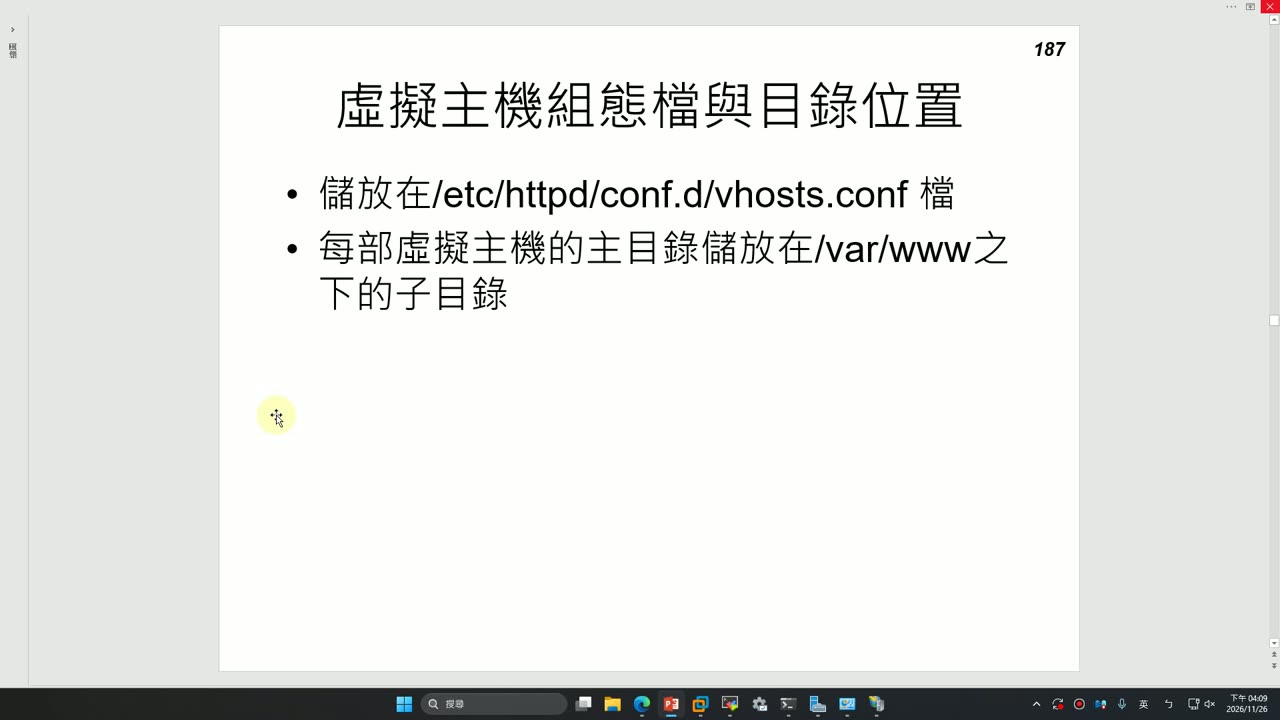 187
虛擬主機組態檔與目錄位置
• 儲放在/etc/httpd/conf.d/vhosts.conf 檔
• 每部虛擬主機的主目錄儲放在/var/www之
下的子目錄
搜尋
英
ㄅ
下午 04:09
2026/11/26